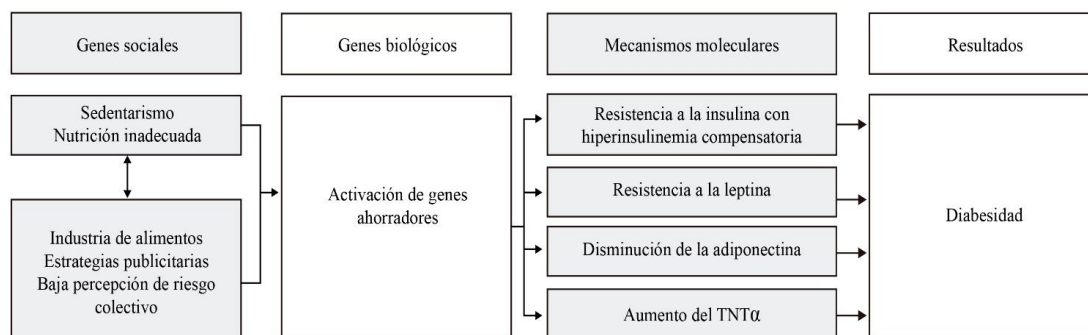 Genes sociales
Genes biológicos
Mecanismos moleculares
Resultados
Sedentarismo
Nutrición inadecuada
Industria de alimentos
Estrategias publicitarias
Baja percepción de riesgo
colectivo
Activación de genes
ahorradores
Resistencia a la insulina con
hiperinsulinemia compensatoria
Resistencia a la leptina
Disminución de la adiponectina
Aumento del TNTα
Diabesidad